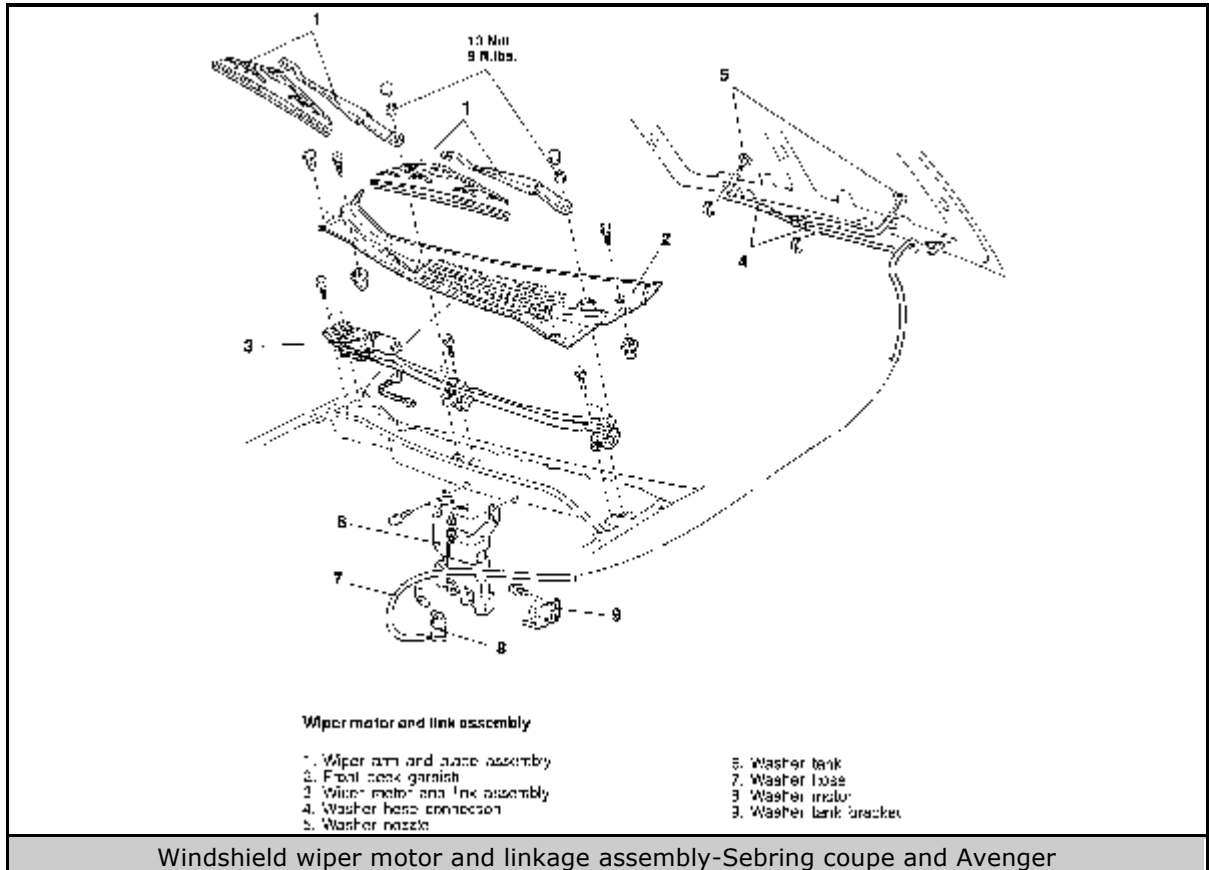 1
13 Nm
9 ft.lbs.
1
5
2
4
3
6
7
9
8
Wiper motor and link assembly
1. Wiper arm and blade assembly
2. Front deck garnish
3. Wiper motor and link assembly
4. Washer hose connection
5. Washer nozzle
6. Washer tank
7. Washer hose
8. Washer motor
9. Washer tank bracket
Windshield wiper motor and linkage assembly-Sebring coupe and Avenger